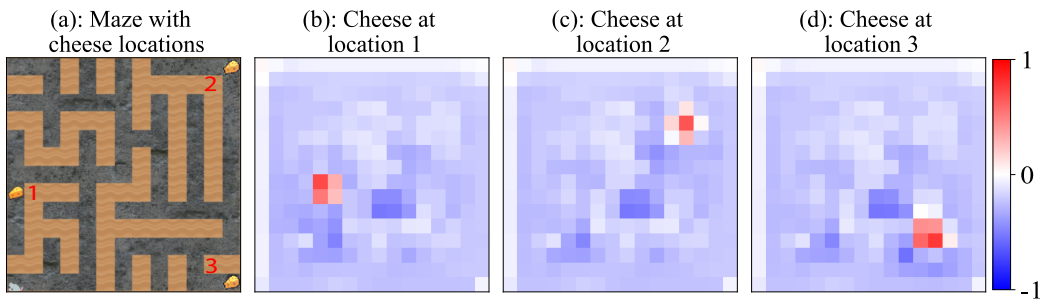 (a): Maze with
cheese locations
(b): Cheese at
location 1
(c): Cheese at
location 2
(d): Cheese at
location 3
2
1
3
1
0
-1